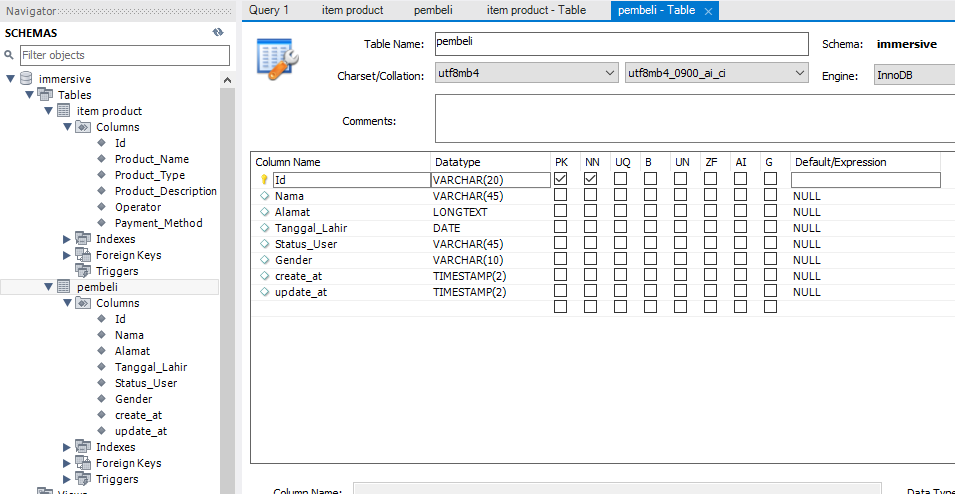 Navigator
SCHEMAS
Filter objects
immersive
Tables
item product
Columns
Id
Product_Name
Product_Type
Product_Description
Operator
Payment_Method
Indexes
Foreign Keys
Triggers
pembeli
Columns
Id
Nama
Alamat
Tanggal_Lahir
Status_User
Gender
create_at
update_at
Indexes
Foreign Keys
Triggers
Views
Query 1 item product pembeli item product - Table pembeli - Table ×
Table Name: pembeli Schema: immersive
Charset/Collation: utf8mb4 utf8mb4_0900_ai_ci Engine: InnoDB
Comments:
Column Name Datatype PK NN UQ B UN ZF AI G Default/Expression
Id VARCHAR(20)
Nama VARCHAR(45) NULL
Alamat LONGTEXT NULL
Tanggal_Lahir DATE NULL
Status_User VARCHAR(45) NULL
Gender VARCHAR(10) NULL
create_at TIMESTAMP(2) NULL
update_at TIMESTAMP(2) NULL
Column Name: Data Type